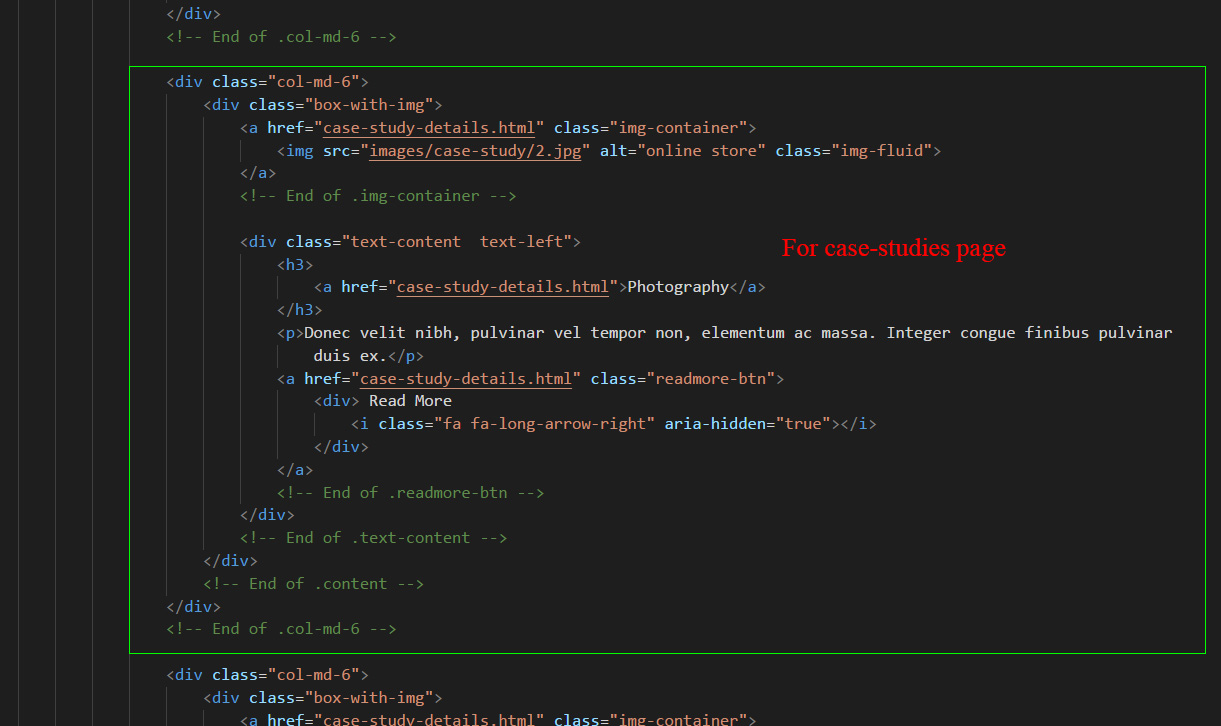 </div>
<!-- End of .col-md-6 -->
<div class="col-md-6">
<div class="box-with-img">
<a href="case-study-details.html" class="img-container">
<img src="images/case-study/2.jpg" alt="online store" class="img-fluid">
</a>
<!-- End of .img-container -->
<div class="text-content  text-left">
For case-studies page
<h3>
<a href="case-study-details.html">Photography</a>
</h3>
<p>Donec velit nibh, pulvinar vel tempor non, elementum ac massa. Integer congue finibus pulvinar
duis ex.</p>
<a href="case-study-details.html" class="readmore-btn">
<div> Read More
<i class="fa fa-long-arrow-right" aria-hidden="true"></i>
</div>
</a>
<!-- End of .readmore-btn -->
</div>
<!-- End of .text-content -->
</div>
<!-- End of .content -->
</div>
<!-- End of .col-md-6 -->
<div class="col-md-6">
<div class="box-with-img">
<a href="case-study-details.html" class="img-container">